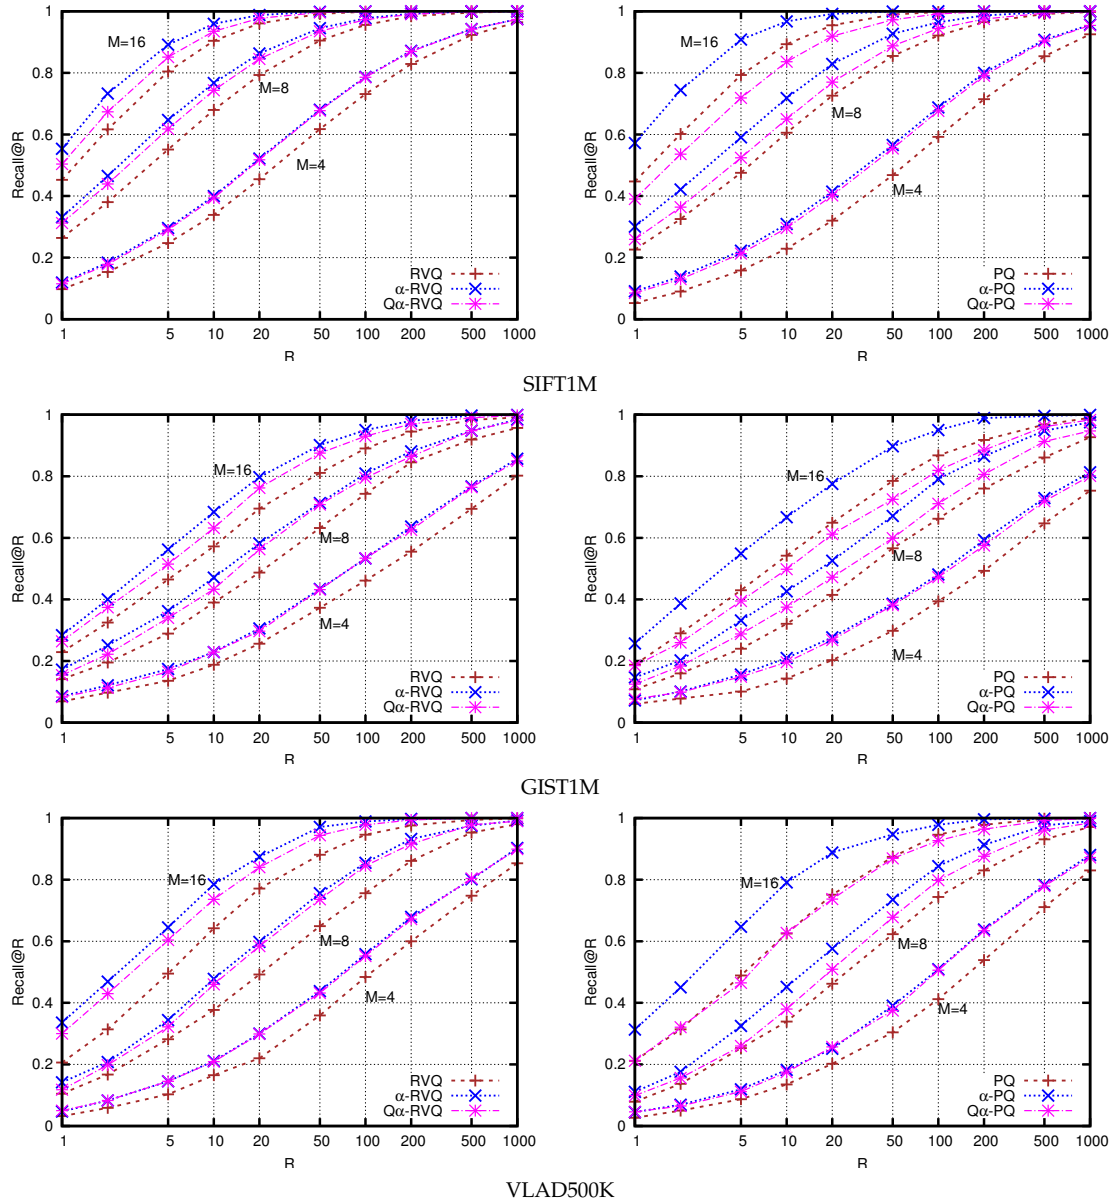 1
0.8
0.6
0.4
0.2
0
Recall@R
M=16
M=8
M=4
RVQ
α-RVQ
Qα-RVQ
1 5 10 20 50 100 200 500 1000
R
1
0.8
0.6
0.4
0.2
0
Recall@R
M=16
M=8
M=4
PQ
α-PQ
Qα-PQ
1 5 10 20 50 100 200 500 1000
R
SIFT1M
1
0.8
0.6
0.4
0.2
0
Recall@R
M=16
M=8
M=4
RVQ
α-RVQ
Qα-RVQ
1 5 10 20 50 100 200 500 1000
R
1
0.8
0.6
0.4
0.2
0
Recall@R
M=16
M=8
M=4
PQ
α-PQ
Qα-PQ
1 5 10 20 50 100 200 500 1000
R
GIST1M
1
0.8
0.6
0.4
0.2
0
Recall@R
M=16
M=8
M=4
RVQ
α-RVQ
Qα-RVQ
1 5 10 20 50 100 200 500 1000
R
1
0.8
0.6
0.4
0.2
0
Recall@R
M=16
M=8
M=4
PQ
α-PQ
Qα-PQ
1 5 10 20 50 100 200 500 1000
R
VLAD500K